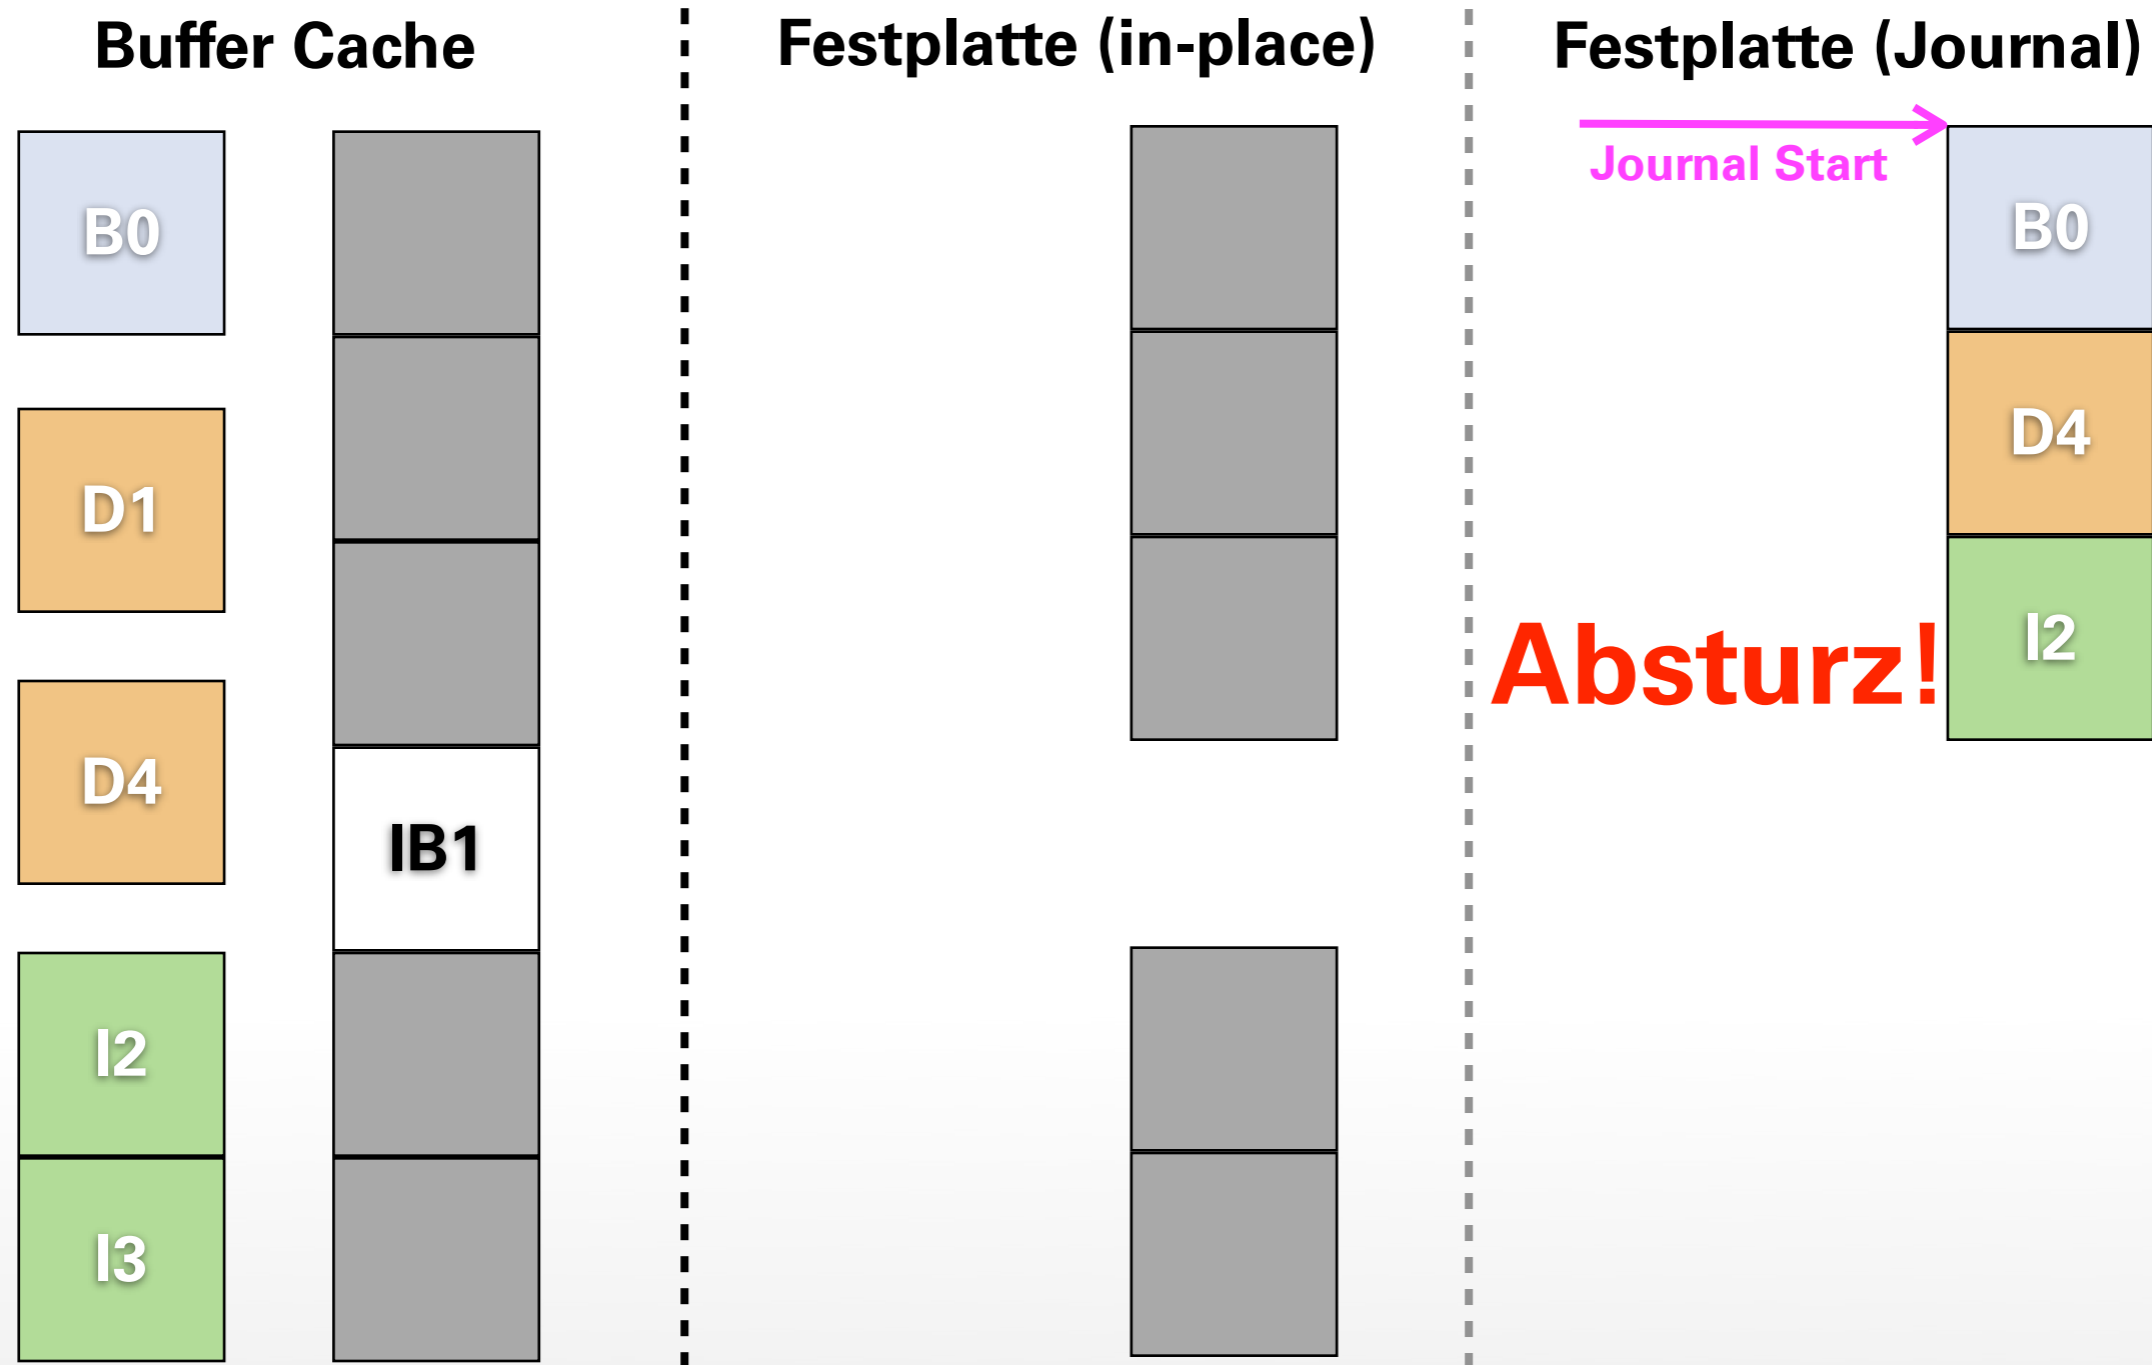 Buffer Cache
Festplatte (in-place)
Festplatte (Journal)
Journal Start
B0
D1
D4
I2
I3
IB1
B0
D4
I2
Absturz!